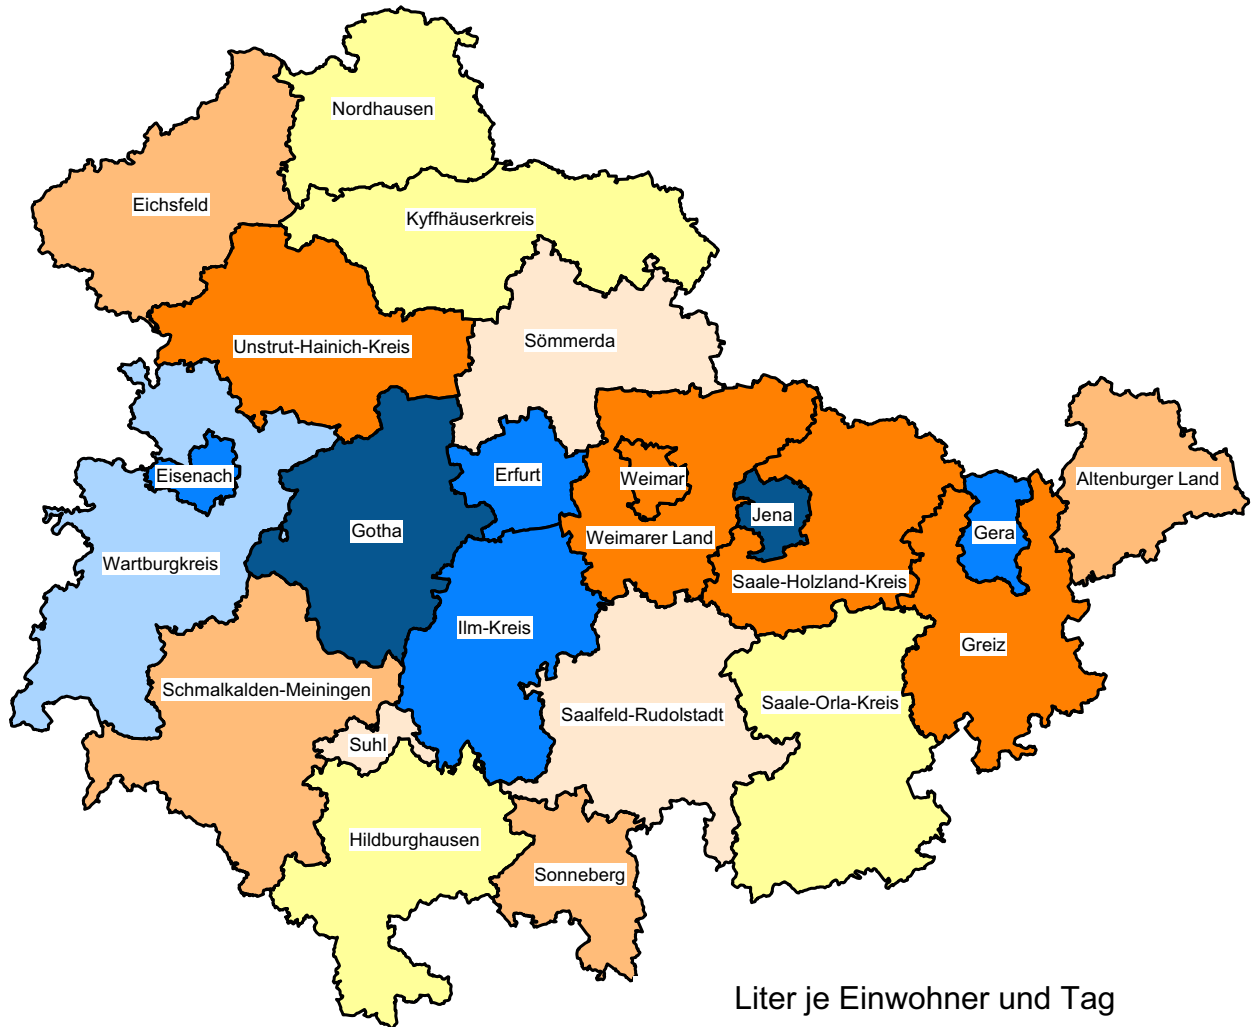 Nordhausen
Eichsfeld
Kyffhäuserkreis
Unstrut-Hainich-Kreis
Sömmerda
Eisenach
Erfurt
Weimar
Altenburger Land
Gotha
Jena
Gera
Weimarer Land
Wartburgkreis
Saale-Holzland-Kreis
Ilm-Kreis
Greiz
Schmalkalden-Meiningen
Saale-Orla-Kreis
Saalfeld-Rudolstadt
Suhl
Hildburghausen
Sonneberg
Liter je Einwohner und Tag